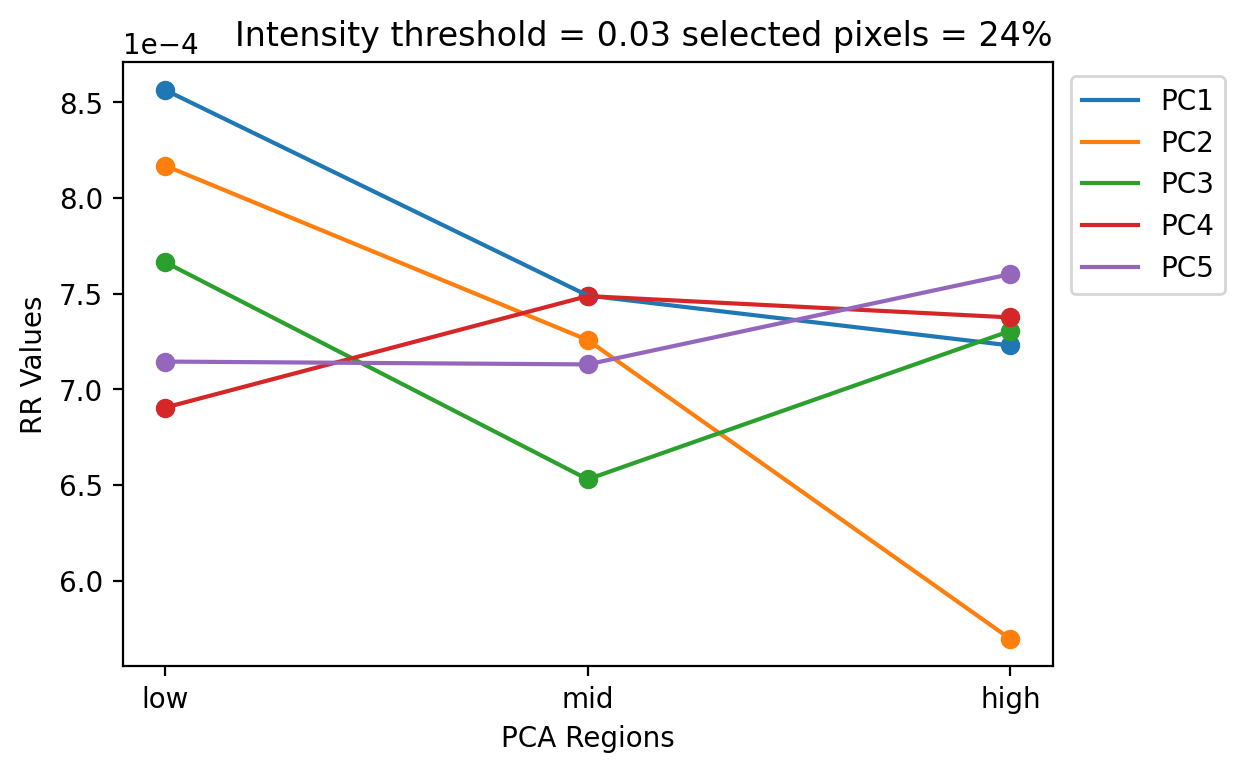 1e−4 Intensity threshold = 0.03 selected pixels = 24%
8.5
8.0
7.5
7.0
6.5
6.0
RR Values
low mid high
PCA Regions
PC1
PC2
PC3
PC4
PC5